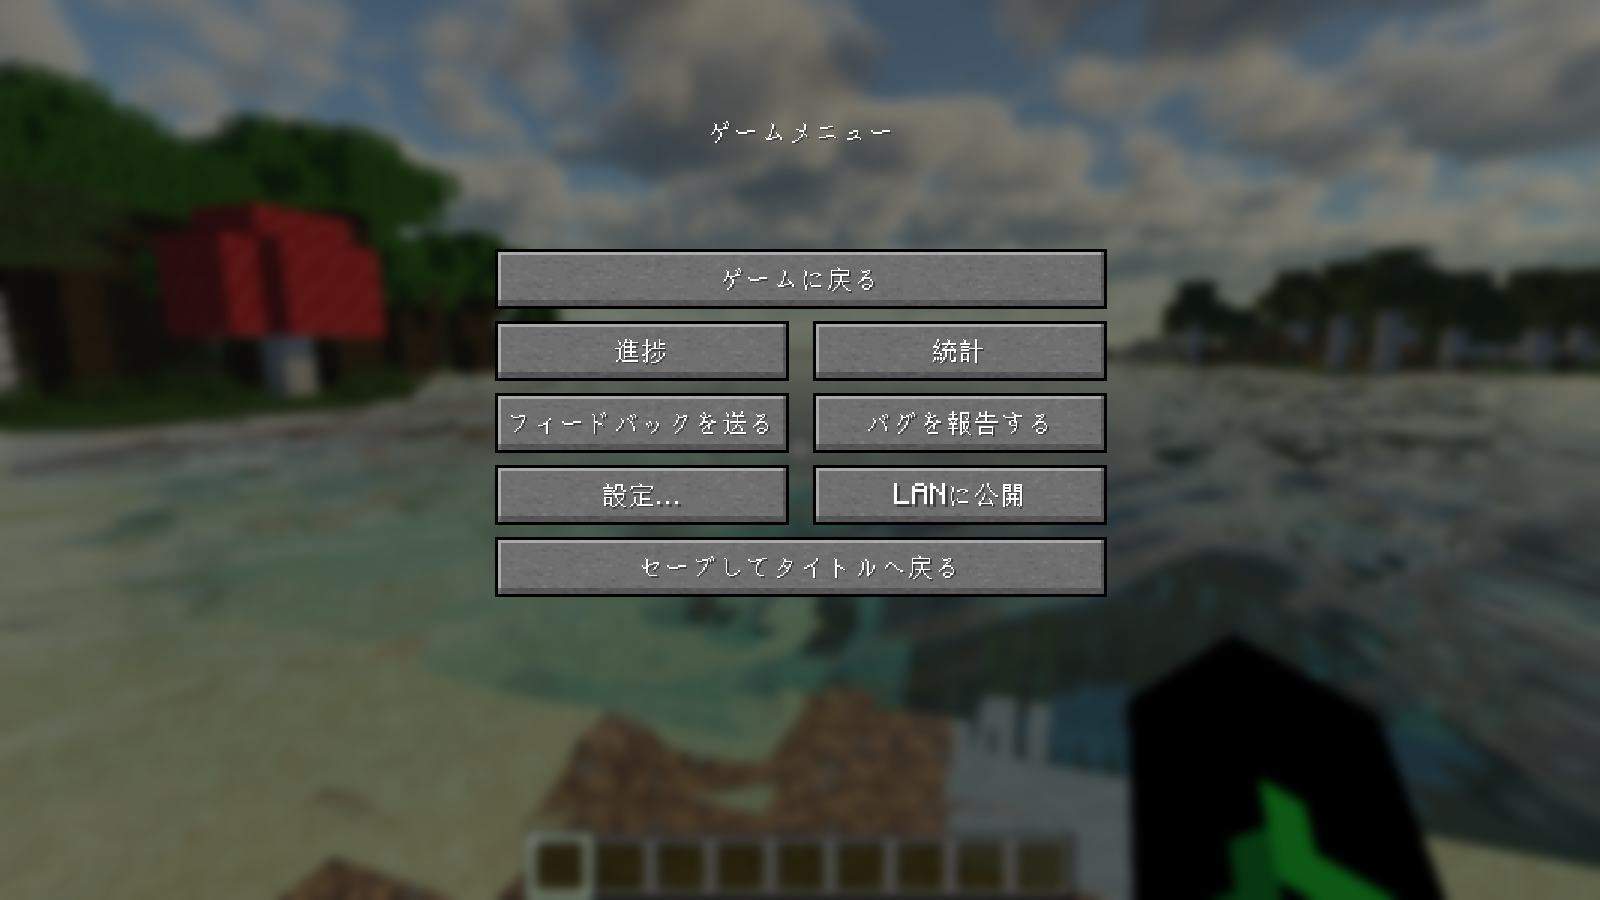 ゲームメニュー
ゲームに戻る
進捗
統計
フィードバックを送る
バグを報告する
設定...
LANに公開
セーブしてタイトルへ戻る